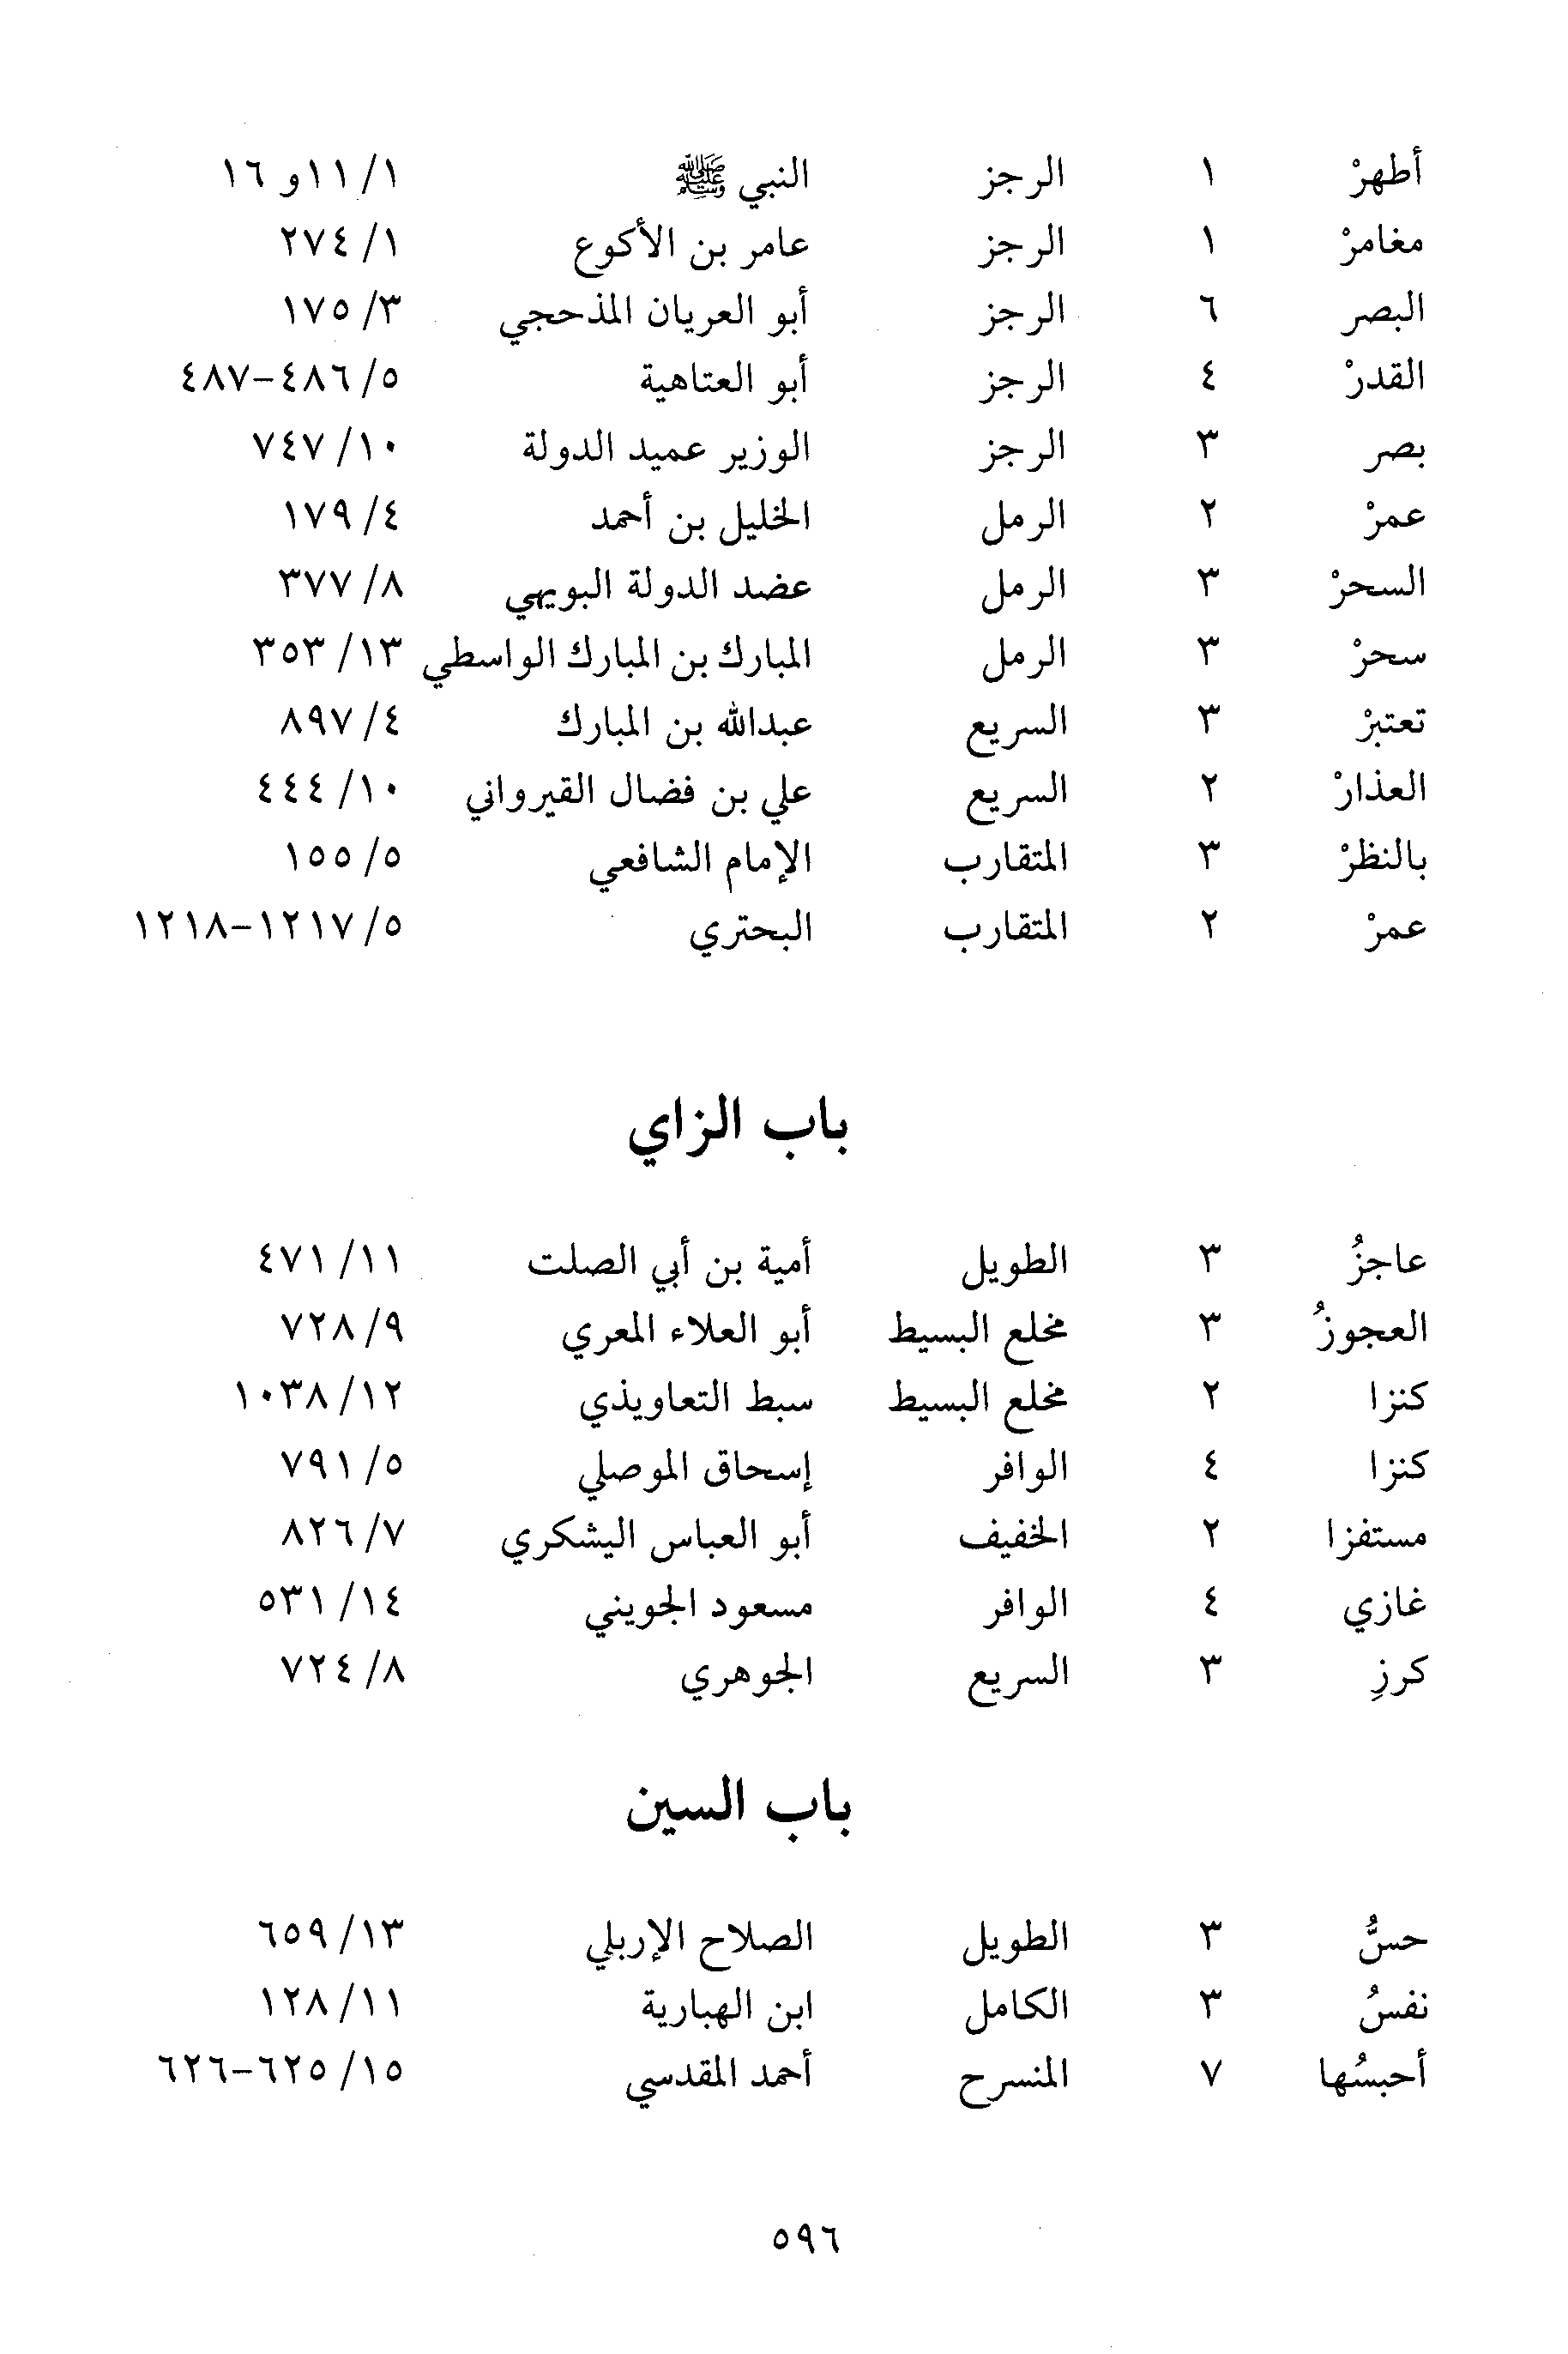 أطهرْ ١ الرجز النبي ﷺ ١/ ١١و ١٦
مغامرْ ١ الرجز عامر بن الأكوع ١/ ٢٧٤
البصر ٦ الرجز أبو العريان المذحجي ٣/ ١٧٥
القدرْ ٤ الرجز أبو العتاهية ٥/ ٤٨٦-٤٨٧
بصر ٣ الرجز الوزير عميد الدولة ١٠/ ٧٤٧
عمرْ ٢ الرمل الخليل بن أحمد ٤/ ١٧٩
السحرْ ٣ الرمل عضد الدولة البويهي ٨/ ٣٧٧
سحرْ ٣ الرمل المبارك بن المبارك الواسطي ١٣/ ٣٥٣
تعتبرْ ٣ السريع عبدالله بن المبارك ٤/ ٨٩٧
العذارْ ٢ السريع علي بن فضال القيرواني ١٠/ ٤٤٤
بالنظرْ ٣ المتقارب الإمام الشافعي ٥/ ١٥٥
عمرْ ٢ المتقارب البحتري ٥/ ١٢١٧-١٢١٨
باب الزاي
عاجزُ ٣ الطويل أمية بن أبي الصلت ١١/ ٤٧١
العجوزُ ٣ مخلع البسيط أبو العلاء المعري ٩/ ٧٢٨
كنزا ٢ مخلع البسيط سبط التعاويذي ١٢/ ١٠٣٨
كنزا ٤ الوافر إسحاق الموصلي ٥/ ٧٩١
مستفزا ٢ الخفيف أبو العباس اليشكري ٧/ ٨٢٦
غازي ٤ الوافر مسعود الجويني ١٤/ ٥٣١
كرزِ ٣ السريع الجوهري ٨/ ٧٢٤
باب السين
حسُّ ٣ الطويل الصلاح الإربلي ١٣/ ٦٥٩
نفسُ ٣ الكامل ابن الهبارية ١١/ ١٢٨
أحبسُها ٧ المنسرح أحمد المقدسي ١٥/ ٦٢٥-٦٢٦
٥٩٦